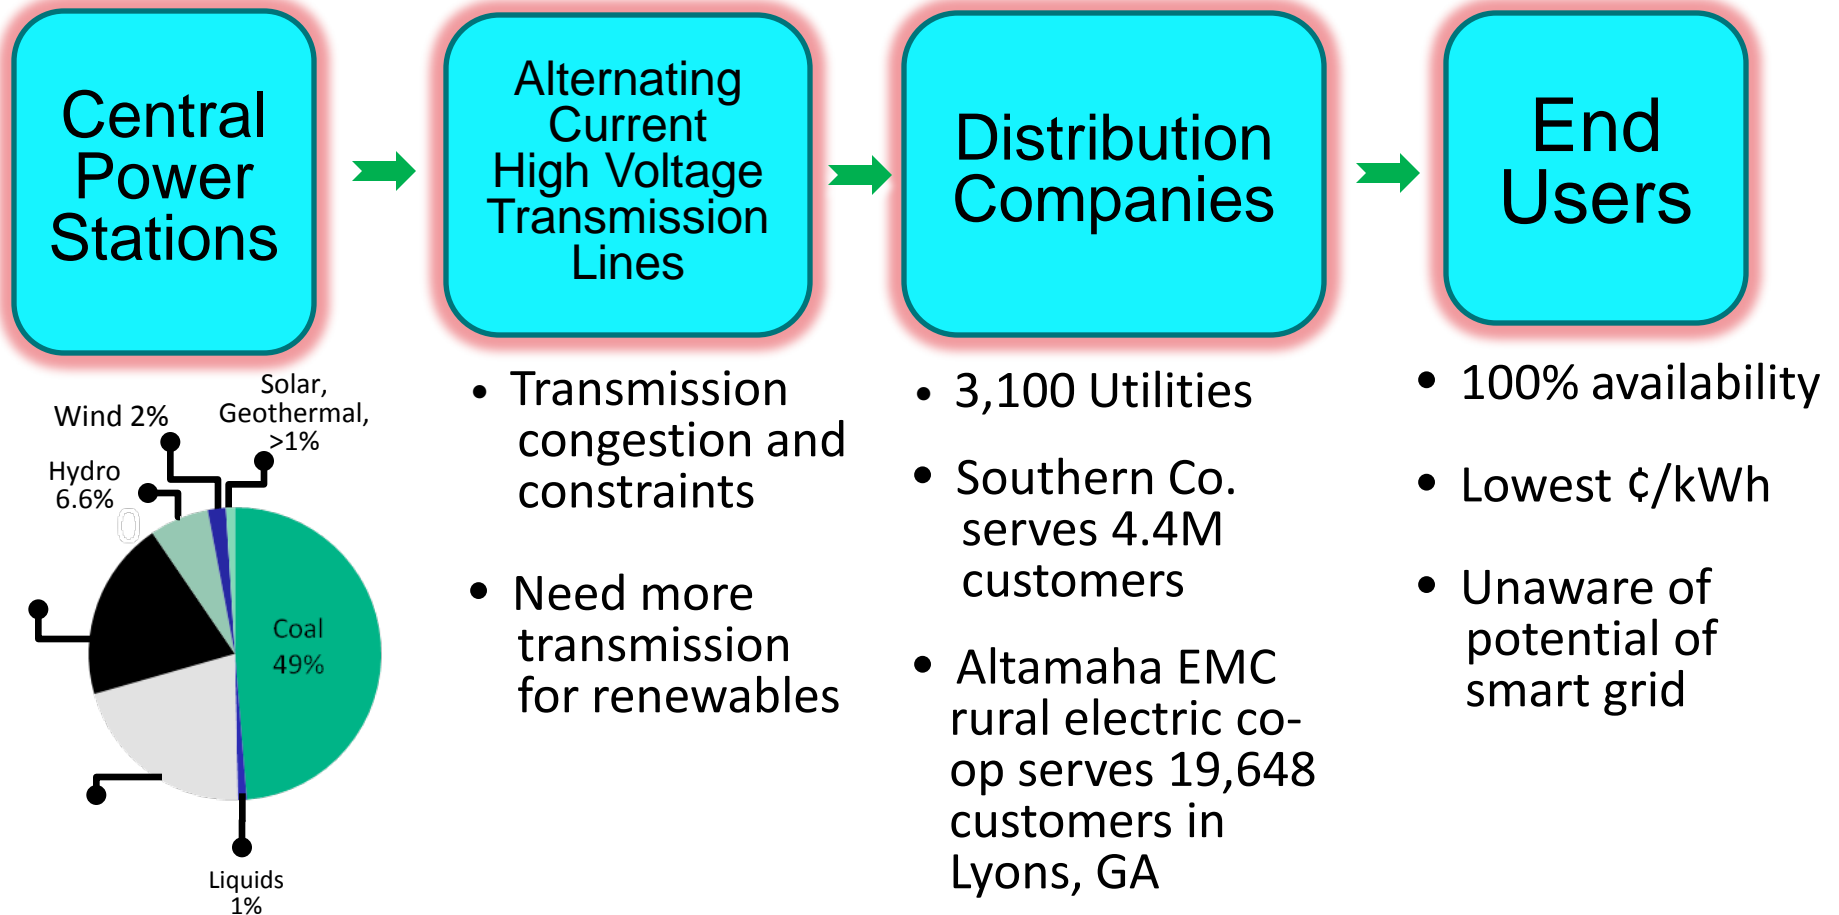 Central
Power
Stations
Alternating
Current
High Voltage
Transmission
Lines
Distribution
Companies
End
Users
Solar,
Geothermal,
>1%
Wind 2%
Hydro
6.6%
0
Coal
49%
Liquids
1%
• Transmission
congestion and
constraints
• Need more
transmission
for renewables
• 3,100 Utilities
• Southern Co.
serves 4.4M
customers
• Altamaha EMC
rural electric co-
op serves 19,648
customers in
Lyons, GA
• 100% availability
• Lowest ¢/kWh
• Unaware of
potential of
smart grid